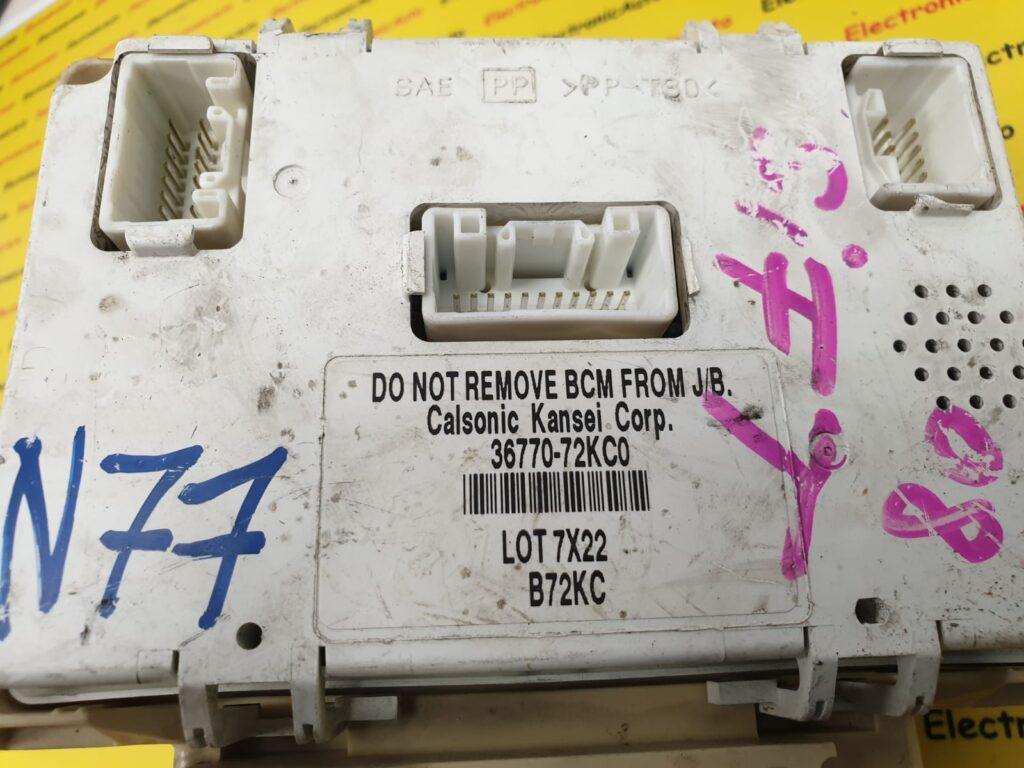 SAE PP >PP-T30<
DO NOT REMOVE BCM FROM J/B.
Calsonic Kansei Corp.
36770-72KC0
LOT 7X22
B72KC
N77
80
Electr